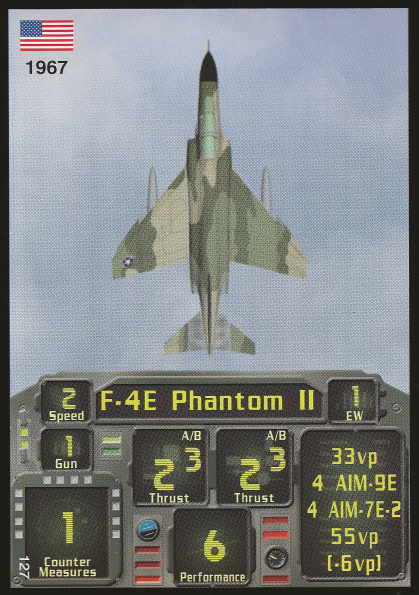 1967
F-4E Phantom II
2
Speed
1
EW
1
Gun
A/B
2 3
Thrust
A/B
2 3
Thrust
33vp
4 AIM-9E
4 AIM-7E-2
55vp
(-6vp)
1
Counter
Measures
6
Performance
127